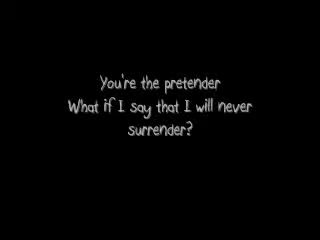 You're the pretender
What if I say that I will never
surrender?